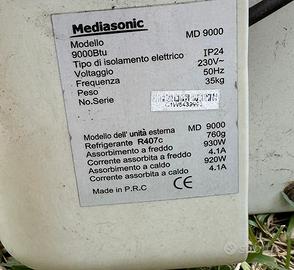 Mediasonic
Modello MD 9000
9000Btu
Tipo di isolamento elettrico IP24
Voltaggio 230V~
Frequenza 50Hz
Peso 35kg
No.Serie
Modello dell' unità esterna MD 9000
Refrigerante R407c 760g
Assorbimento a freddo 930W
Corrente assorbita a freddo 4.1A
Assorbimento a caldo 920W
Corrente assorbita a caldo 4.1A
Made in P.R.C CE
subito